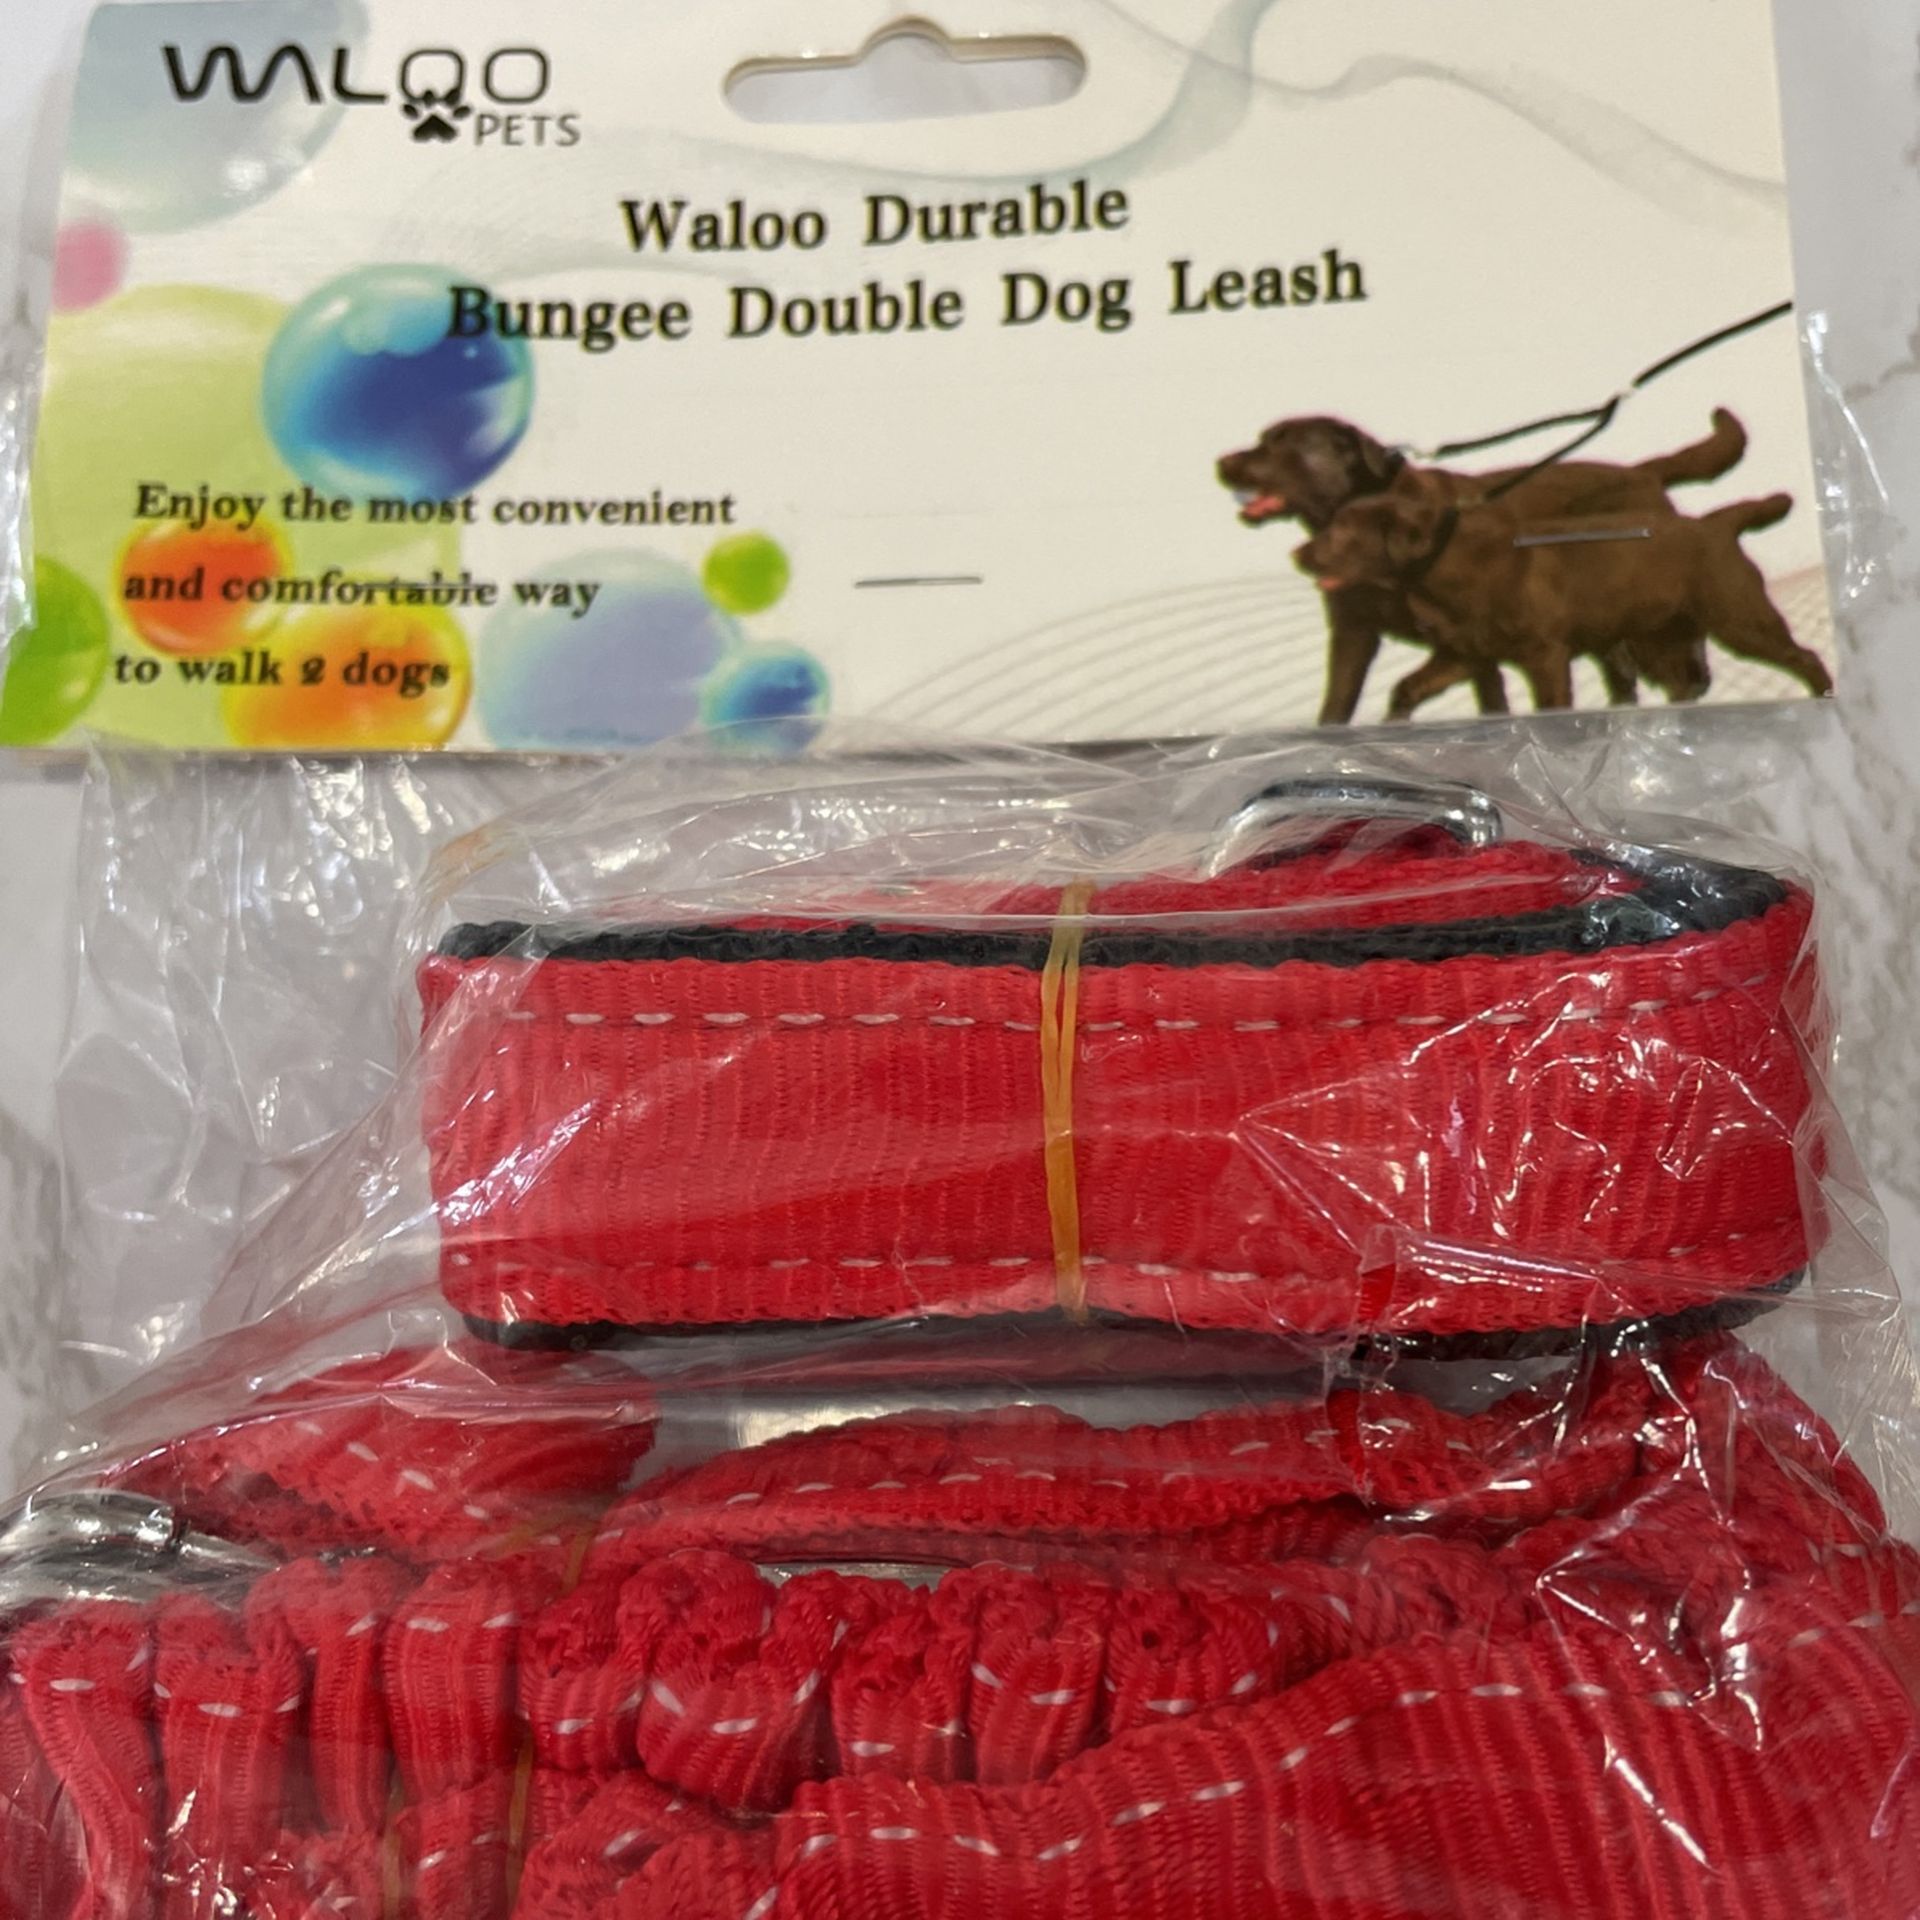 WALOO
PETS
Waloo Durable
Bungee Double Dog Leash
Enjoy the most convenient
and comfortable way
to walk 2 dogs